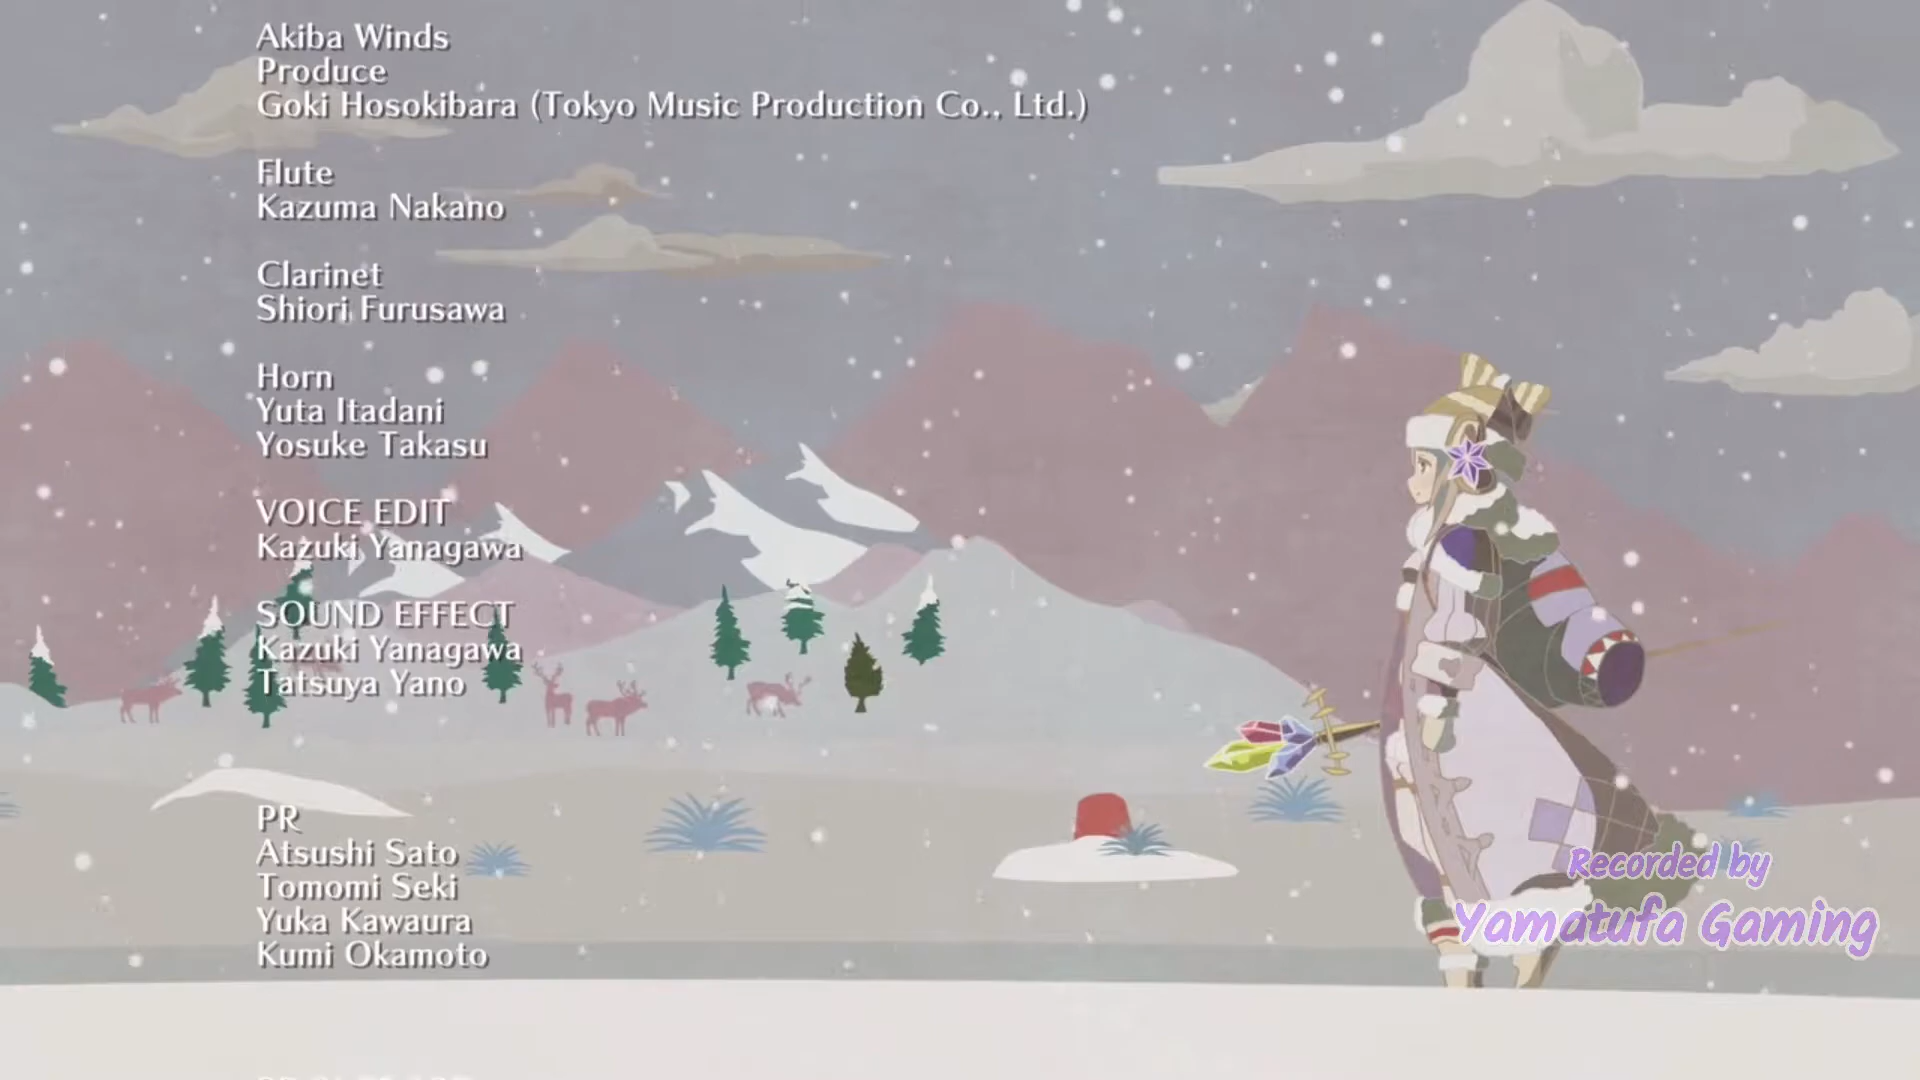 Akiba Winds
Produce
Goki Hosokibara (Tokyo Music Production Co., Ltd.)
Flute
Kazuma Nakano
Clarinet
Shiori Furusawa
Horn
Yuta Itadani
Yosuke Takasu
VOICE EDIT
Kazuki Yanagawa
SOUND EFFECT
Kazuki Yanagawa
Tatsuya Yano
PR
Atsushi Sato
Tomomi Seki
Yuka Kawaura
Kumi Okamoto
Recorded by
Yamatufa Gaming